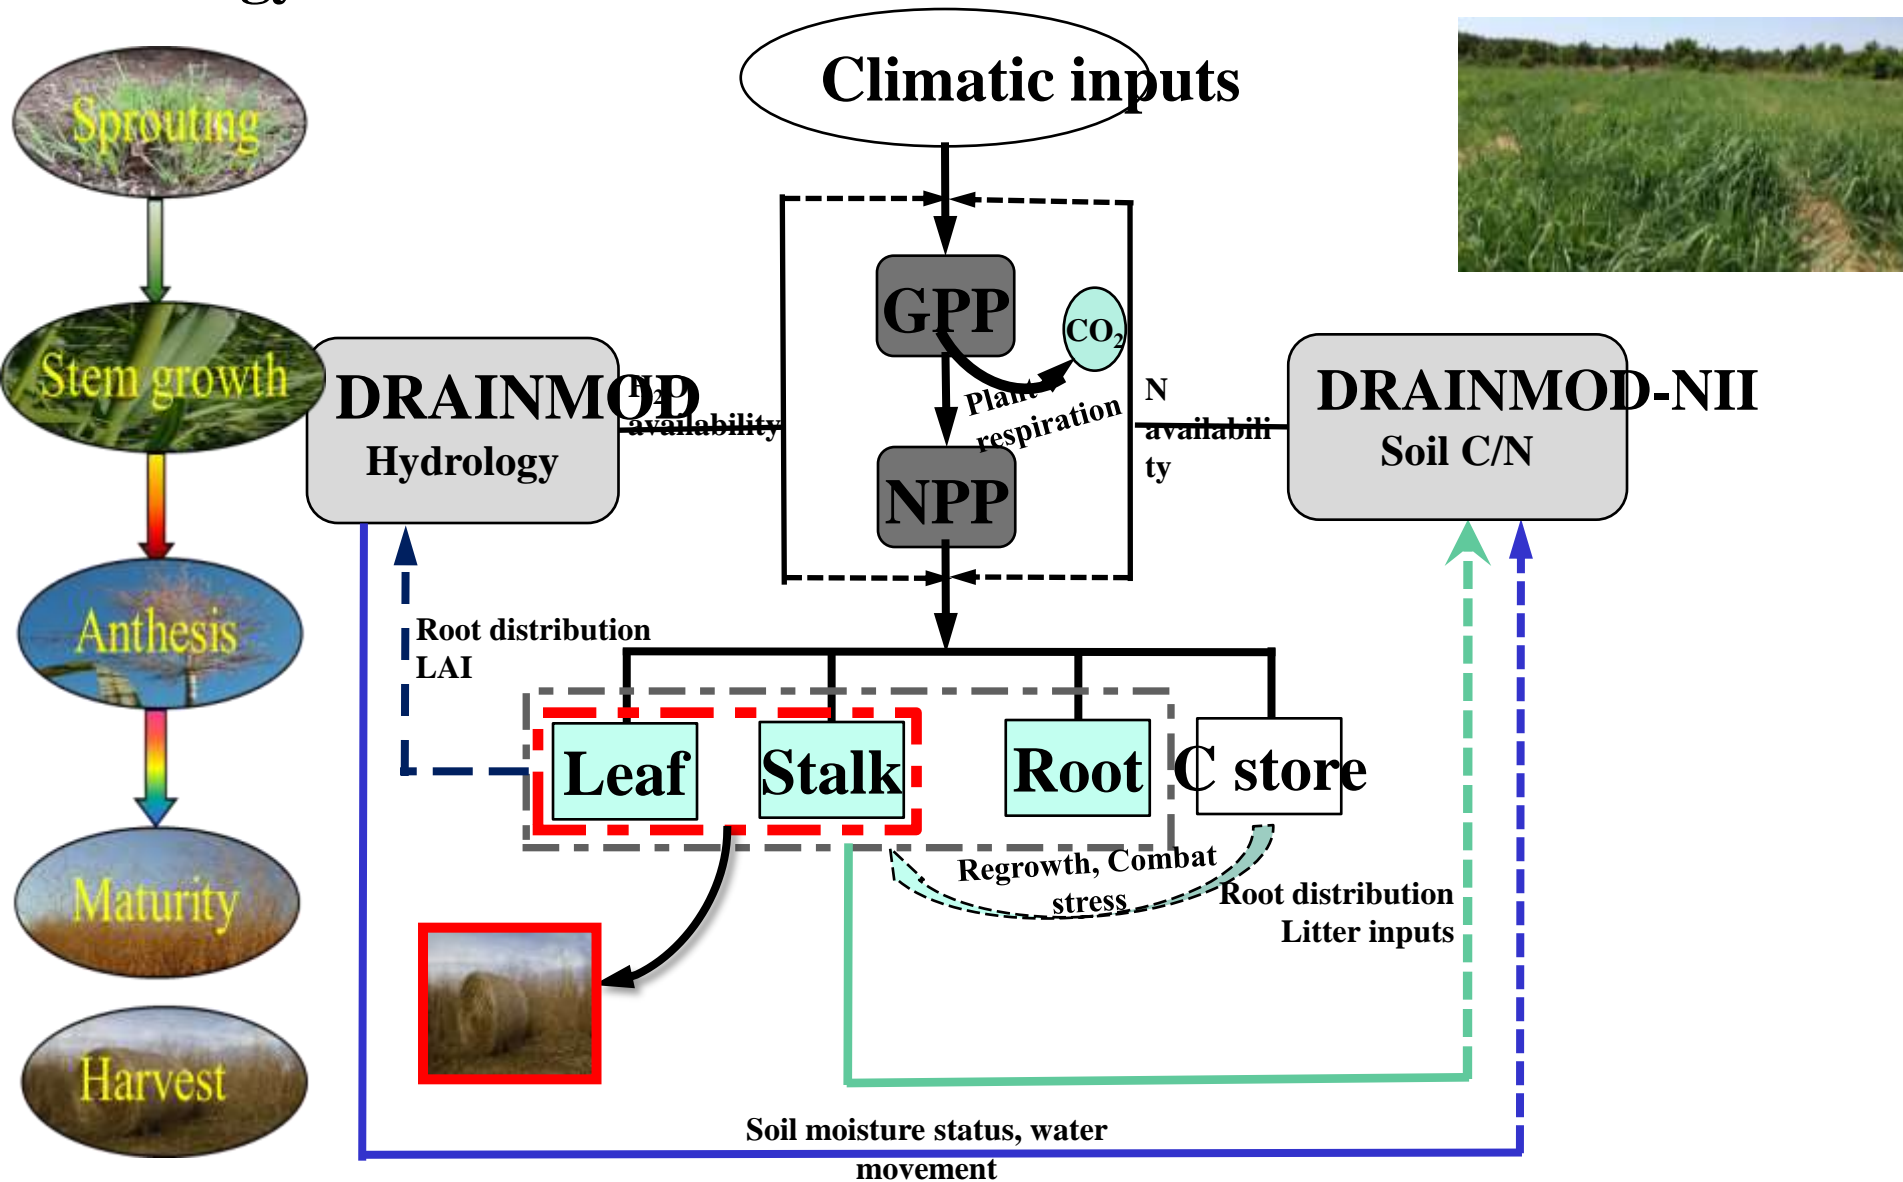 gy
Climatic inputs
Sprouting
GPP
CO₂
Stem growth
DRAINMOD
Hydrology
H₂O
availability
Plant
respiration
N
availabili
ty
DRAINMOD-NII
Soil C/N
NPP
Anthesis
Root distribution
LAI
Leaf
Stalk
Root
C store
Maturity
Regrowth, Combat
stress
Root distribution
Litter inputs
Harvest
Soil moisture status, water
movement